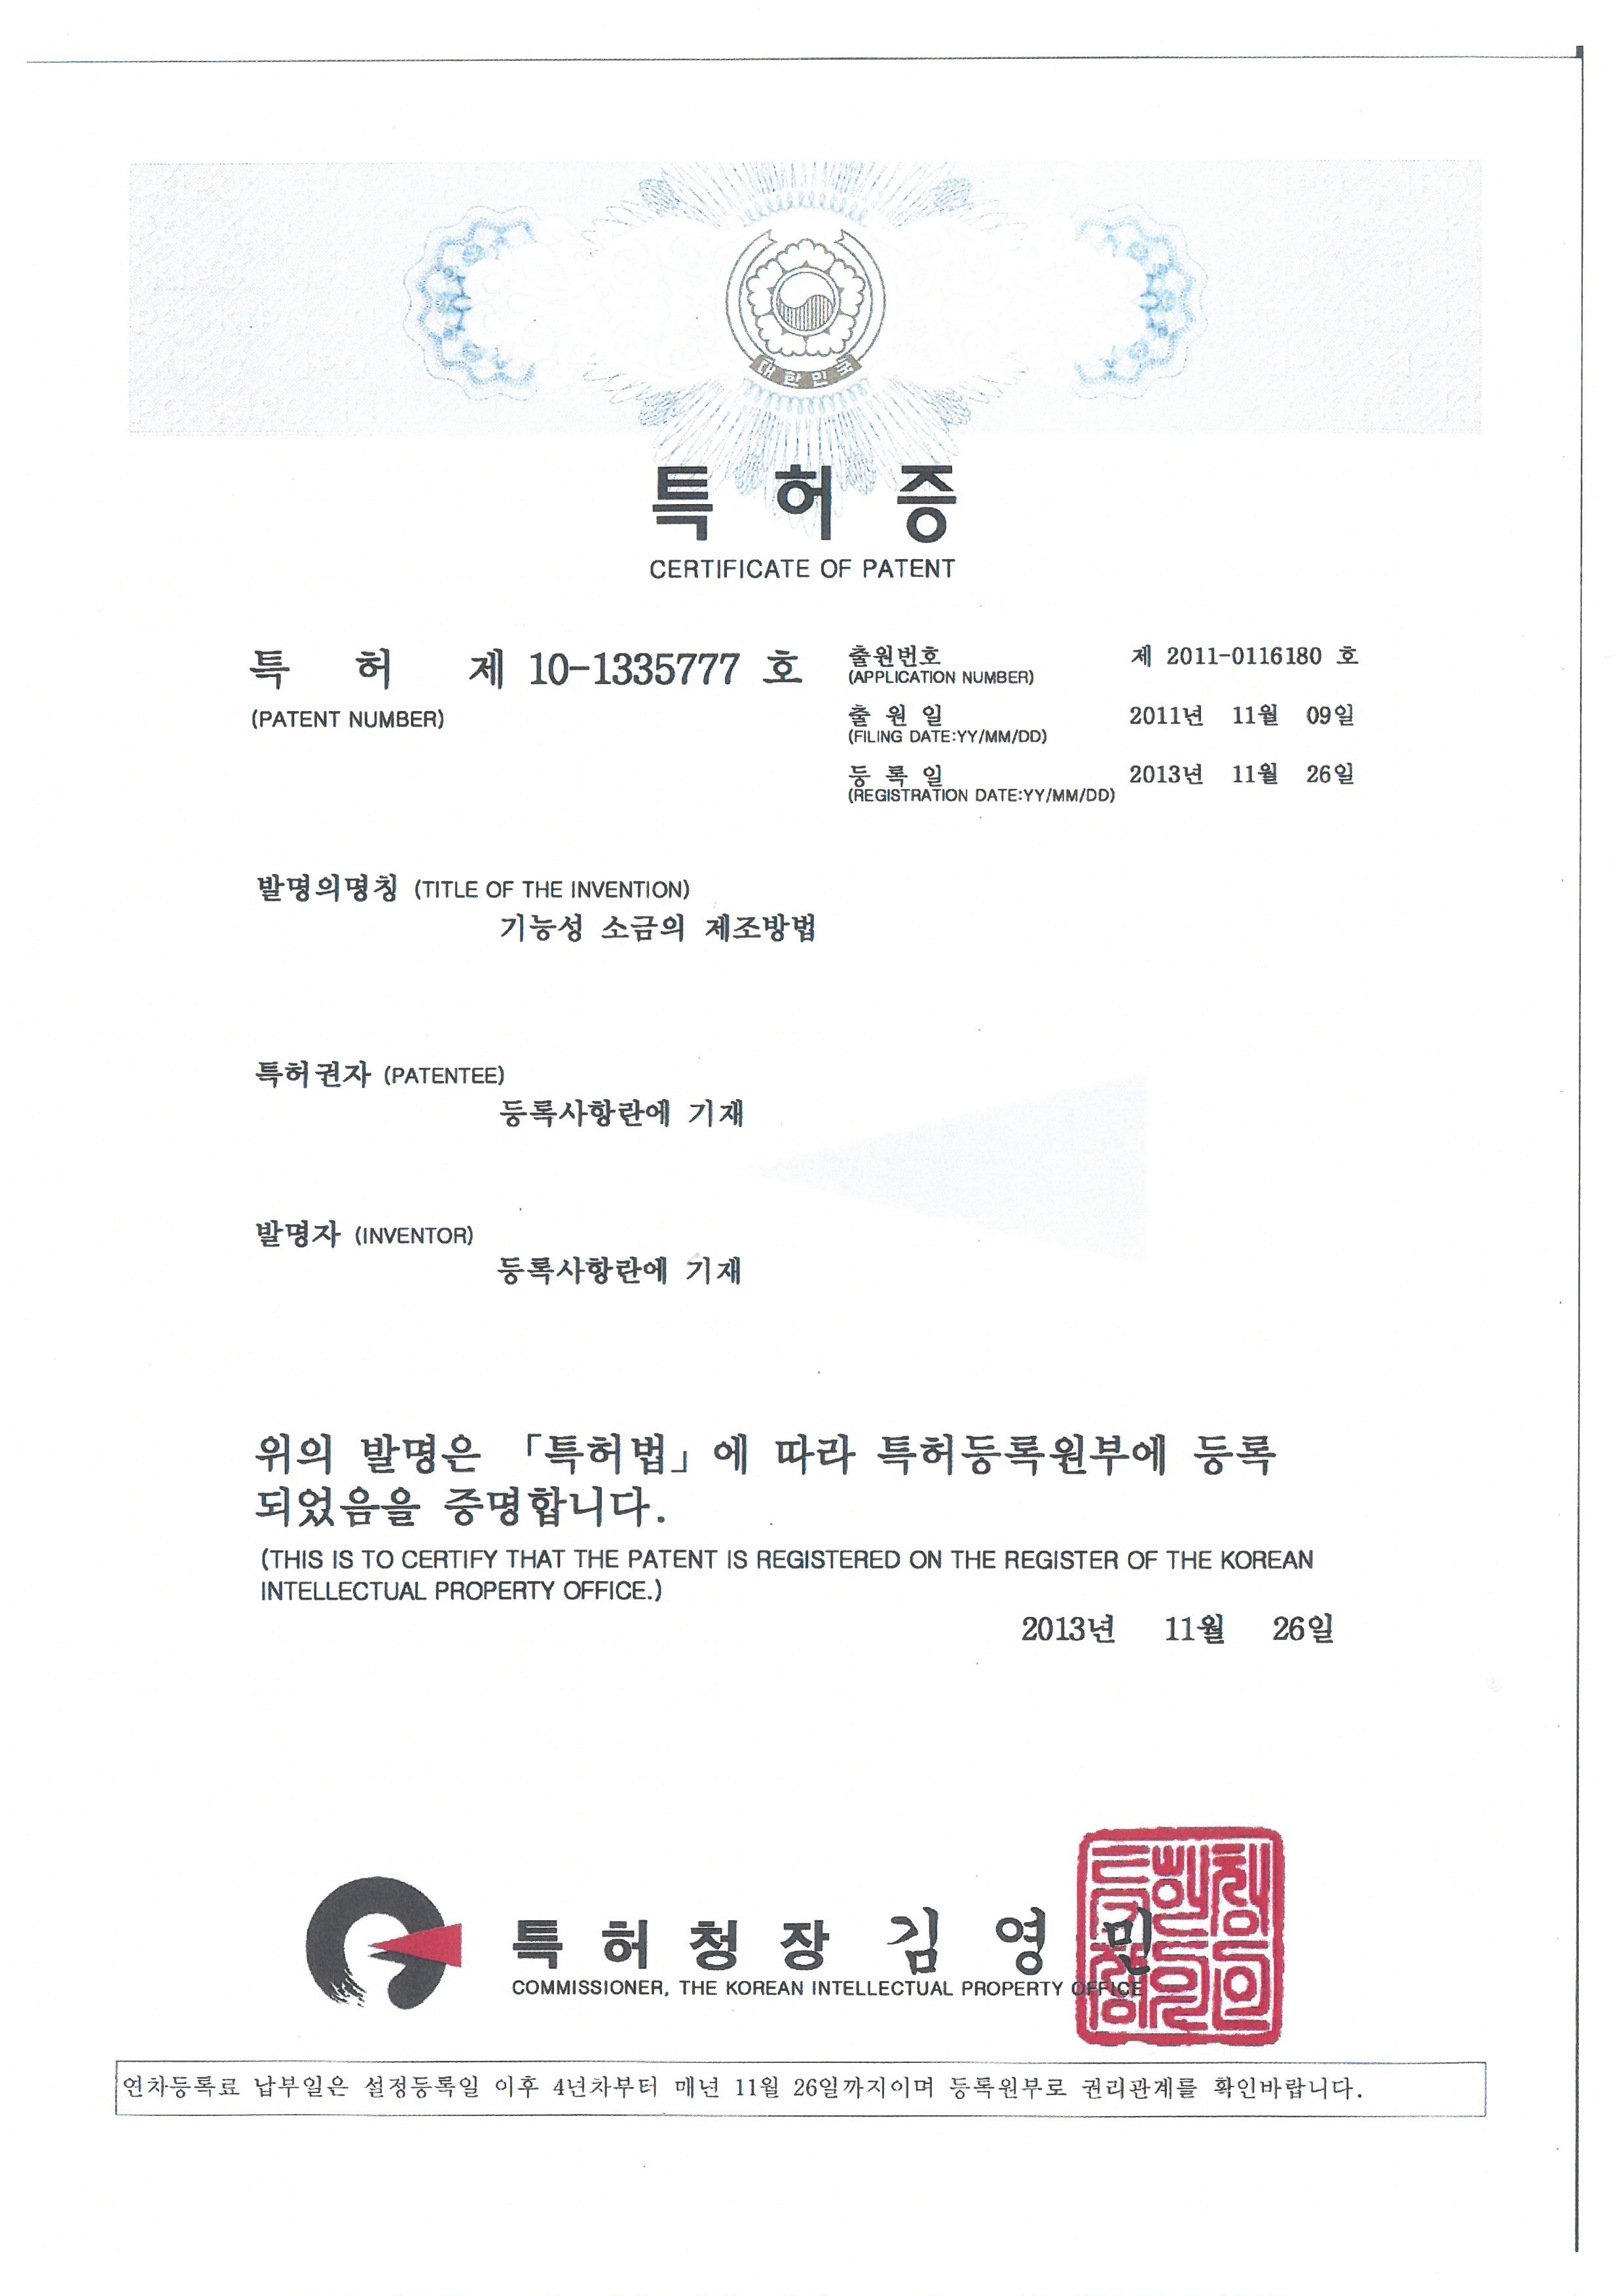 대한민국
특 허 증
CERTIFICATE OF PATENT
특 허 제 10-1335777 호
(PATENT NUMBER)
출원번호 제 2011-0116180 호
(APPLICATION NUMBER)
출 원 일 2011년 11월 09일
(FILING DATE:YY/MM/DD)
등 록 일 2013년 11월 26일
(REGISTRATION DATE:YY/MM/DD)
발명의명칭 (TITLE OF THE INVENTION)
기능성 소금의 제조방법
특허권자 (PATENTEE)
등록사항란에 기재
발명자 (INVENTOR)
등록사항란에 기재
위의 발명은 「특허법」에 따라 특허등록원부에 등록
되었음을 증명합니다.
(THIS IS TO CERTIFY THAT THE PATENT IS REGISTERED ON THE REGISTER OF THE KOREAN
INTELLECTUAL PROPERTY OFFICE.)
2013년 11월 26일
특 허 청 장 김 영 민
COMMISSIONER, THE KOREAN INTELLECTUAL PROPERTY OFFICE
연차등록료 납부일은 설정등록일 이후 4년차부터 매년 11월 26일까지이며 등록원부로 권리관계를 확인바랍니다.